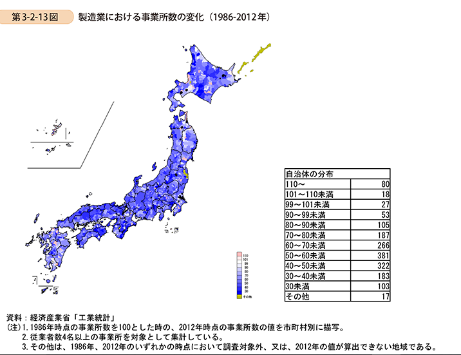 第3-2-13図 製造業における事業所数の変化（1986-2012年）
自治体の分布
110～ 80
101～110未満 18
99～101未満 27
90～99未満 53
80～90未満 105
70～80未満 187
60～70未満 266
50～60未満 381
40～50未満 322
30～40未満 183
30未満 103
その他 17
資料：経済産業省「工業統計」
（注）1. 1986年時点の事業所数を100とした時の、2012年時点の事業所数の値を市町村別に描写。
2. 従業者数4名以上の事業所を対象として集計している。
3. その他は、1986年、2012年のいずれかの時点において調査対象外、又は、2012年の値が算出できない地域である。